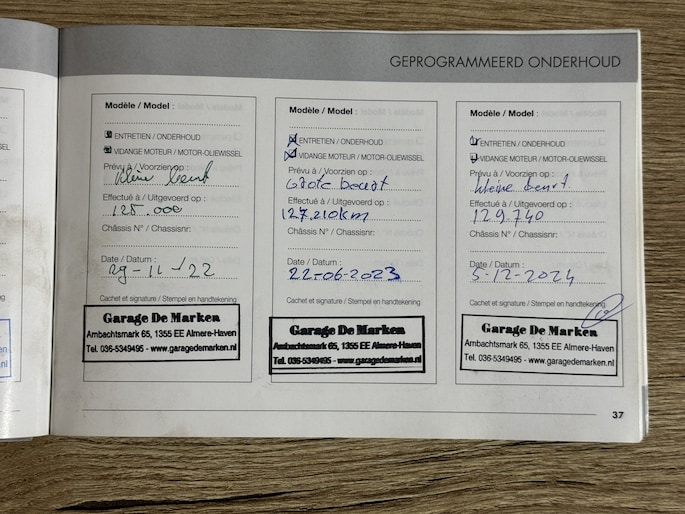 GEPROGRAMMEERD ONDERHOUD
Modèle / Model :
ENTRETIEN / ONDERHOUD
VIDANGE MOTEUR / MOTOR-OLIEWISSEL
Prévu à / Voorzien op :
kleine beurt
Effectué à / Uitgevoerd op :
125.000
Châssis N° / Chassisnr:
Date / Datum :
29-11-'22
Cachet et signature / Stempel en handtekening
Garage De Marken
Ambachtsmark 65, 1355 EE Almere-Haven
Tel. 036-5349495 - www.garagedemarken.nl
Modèle / Model :
ENTRETIEN / ONDERHOUD
VIDANGE MOTEUR / MOTOR-OLIEWISSEL
Prévu à / Voorzien op :
Grote beurt
Effectué à / Uitgevoerd op :
127.210km
Châssis N° / Chassisnr:
Date / Datum :
22-06-2023
Cachet et signature / Stempel en handtekening
Garage De Marken
Ambachtsmark 65, 1355 EE Almere-Haven
Tel. 036-5349495 - www.garagedemarken.nl
Modèle / Model :
ENTRETIEN / ONDERHOUD
VIDANGE MOTEUR / MOTOR-OLIEWISSEL
Prévu à / Voorzien op :
kleine beurt.
Effectué à / Uitgevoerd op :
129.740
Châssis N° / Chassisnr:
Date / Datum :
5-12-2024
Cachet et signature / Stempel en handtekening
Garage De Marken
Ambachtsmark 65, 1355 EE Almere-Haven
Tel. 036-5349495 - www.garagedemarken.nl
37